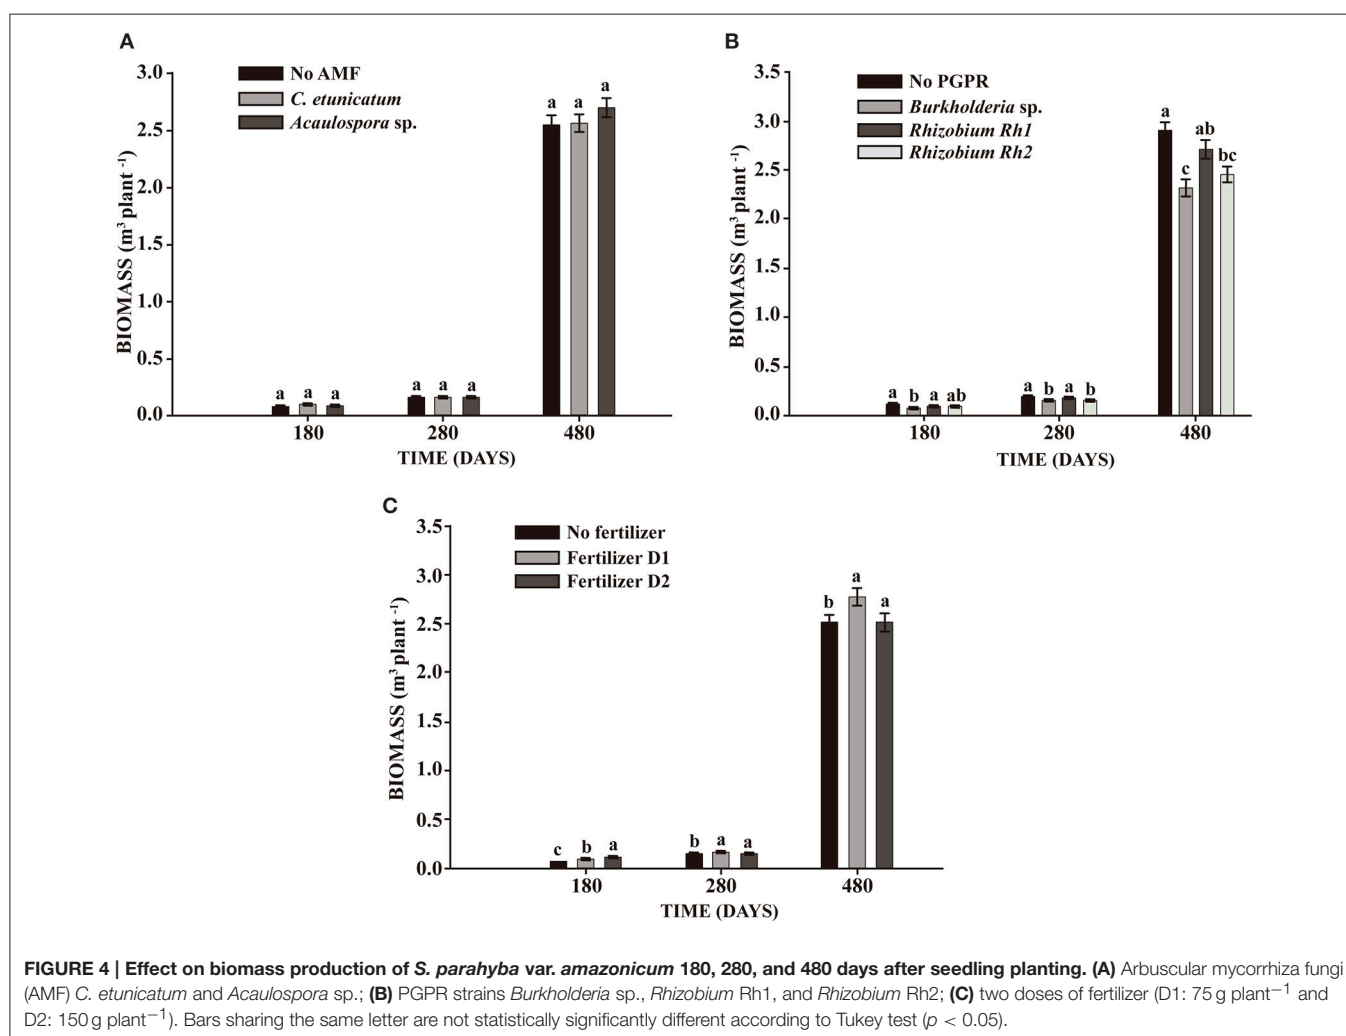 A
No AMF
C. etunicatum
Acaulospora sp.
3.0
2.5
2.0
1.5
1.0
0.5
0.0
BIOMASS (m³ plant ⁻¹)
a a a
a a a
a a a
180 280 480
TIME (DAYS)
B
No PGPR
Burkholderia sp.
Rhizobium Rh1
Rhizobium Rh2
3.5
3.0
2.5
2.0
1.5
1.0
0.5
0.0
BIOMASS (m³ plant ⁻¹)
a b a ab
a b a b
a c ab bc
180 280 480
TIME (DAYS)
C
No fertilizer
Fertilizer D1
Fertilizer D2
3.5
3.0
2.5
2.0
1.5
1.0
0.5
0.0
BIOMASS (m³ plant ⁻¹)
c b a
b a a
b a a
180 280 480
TIME (DAYS)
FIGURE 4 | Effect on biomass production of S. parahyba var. amazonicum 180, 280, and 480 days after seedling planting. (A) Arbuscular mycorrhiza fungi
(AMF) C. etunicatum and Acaulospora sp.; (B) PGPR strains Burkholderia sp., Rhizobium Rh1, and Rhizobium Rh2; (C) two doses of fertilizer (D1: 75 g plant⁻¹ and
D2: 150 g plant⁻¹). Bars sharing the same letter are not statistically significantly different according to Tukey test (p < 0.05).